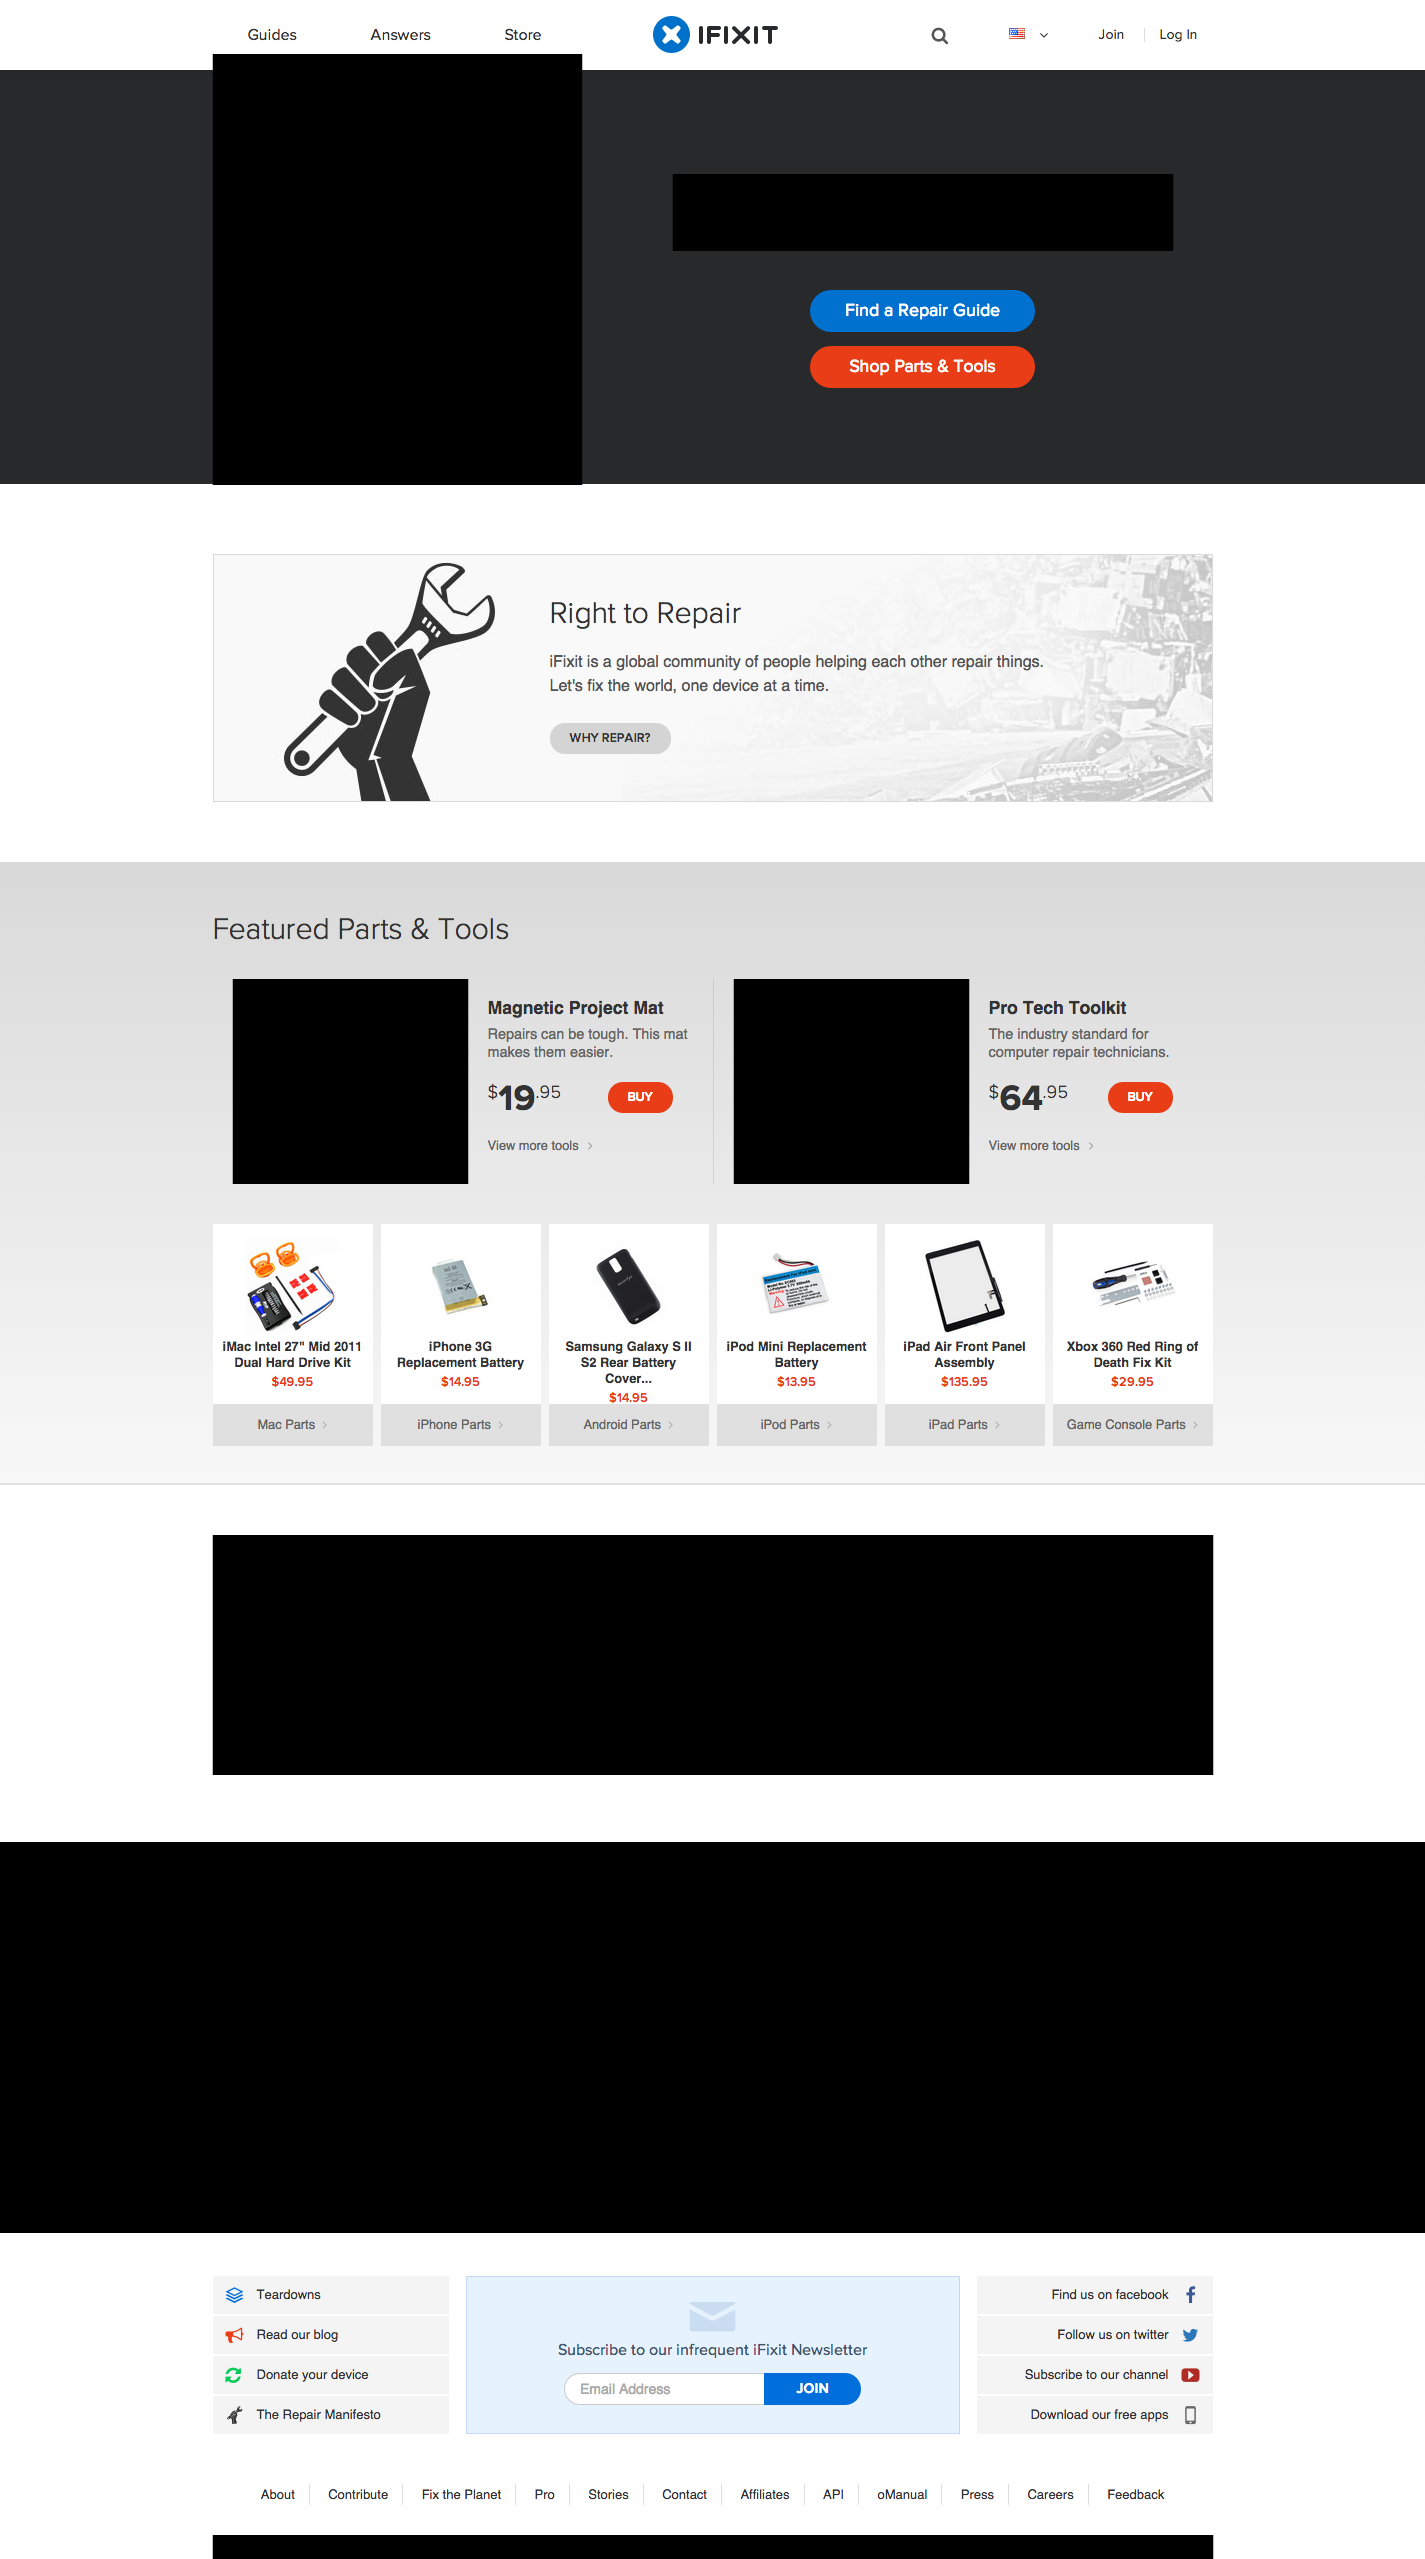 Guides
Answers
Store
IFIXIT
Join
Log In
Find a Repair Guide
Shop Parts & Tools
Right to Repair
iFixit is a global community of people helping each other repair things.
Let's fix the world, one device at a time.
WHY REPAIR?
Featured Parts & Tools
Magnetic Project Mat
Repairs can be tough. This mat
makes them easier.
$19.95
BUY
View more tools
Pro Tech Toolkit
The industry standard for
computer repair technicians.
$64.95
BUY
View more tools
iMac Intel 27" Mid 2011
Dual Hard Drive Kit
$49.95
Mac Parts
iPhone 3G
Replacement Battery
$14.95
iPhone Parts
Samsung Galaxy S II
S2 Rear Battery
Cover...
$14.95
Android Parts
iPod Mini Replacement
Battery
$13.95
iPod Parts
iPad Air Front Panel
Assembly
$135.95
iPad Parts
Xbox 360 Red Ring of
Death Fix Kit
$29.95
Game Console Parts
Teardowns
Read our blog
Donate your device
The Repair Manifesto
Subscribe to our infrequent iFixit Newsletter
Email Address
JOIN
Find us on facebook
Follow us on twitter
Subscribe to our channel
Download our free apps
About
Contribute
Fix the Planet
Pro
Stories
Contact
Affiliates
API
oManual
Press
Careers
Feedback